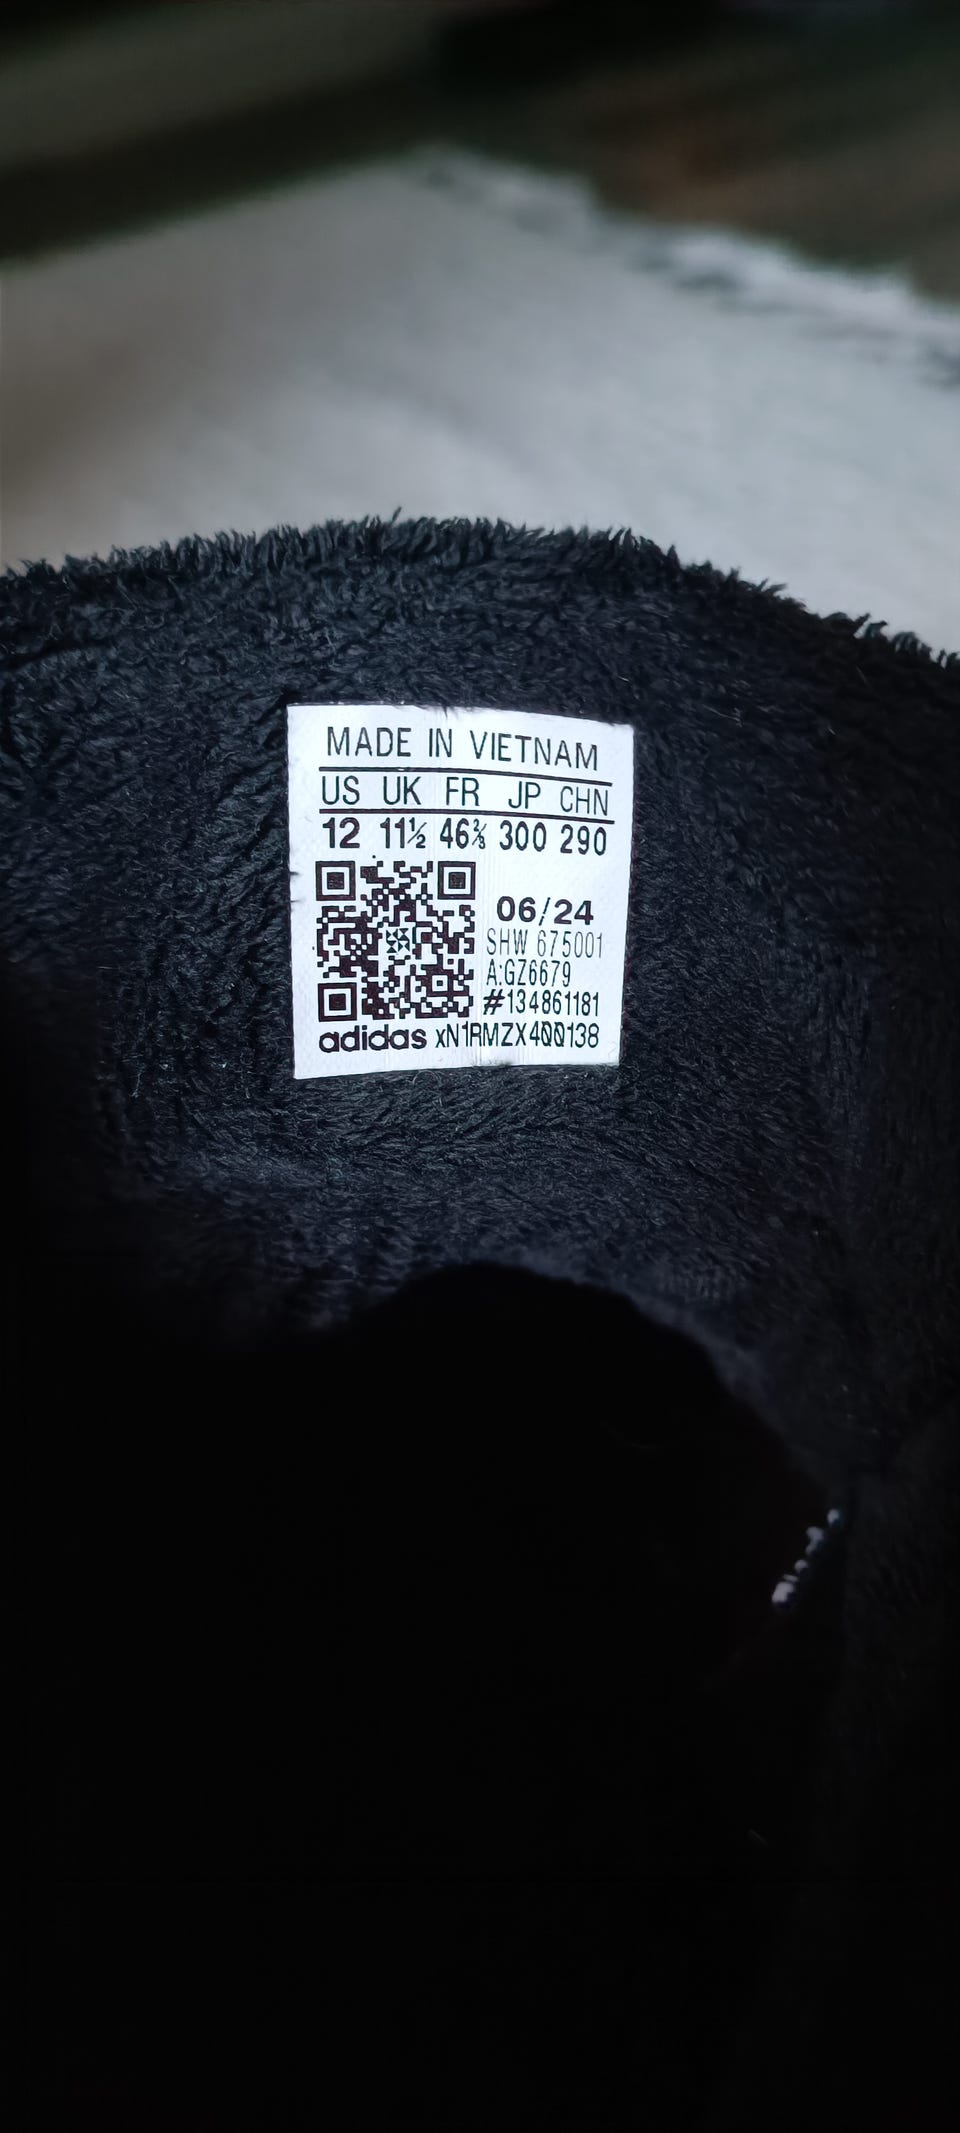 MADE IN VIETNAM
US UK FR JP CHN
12 11½ 46⅔ 300 290
06/24
SHW 675001
A:GZ6679
#134861181
adidas xN1RMZX400138